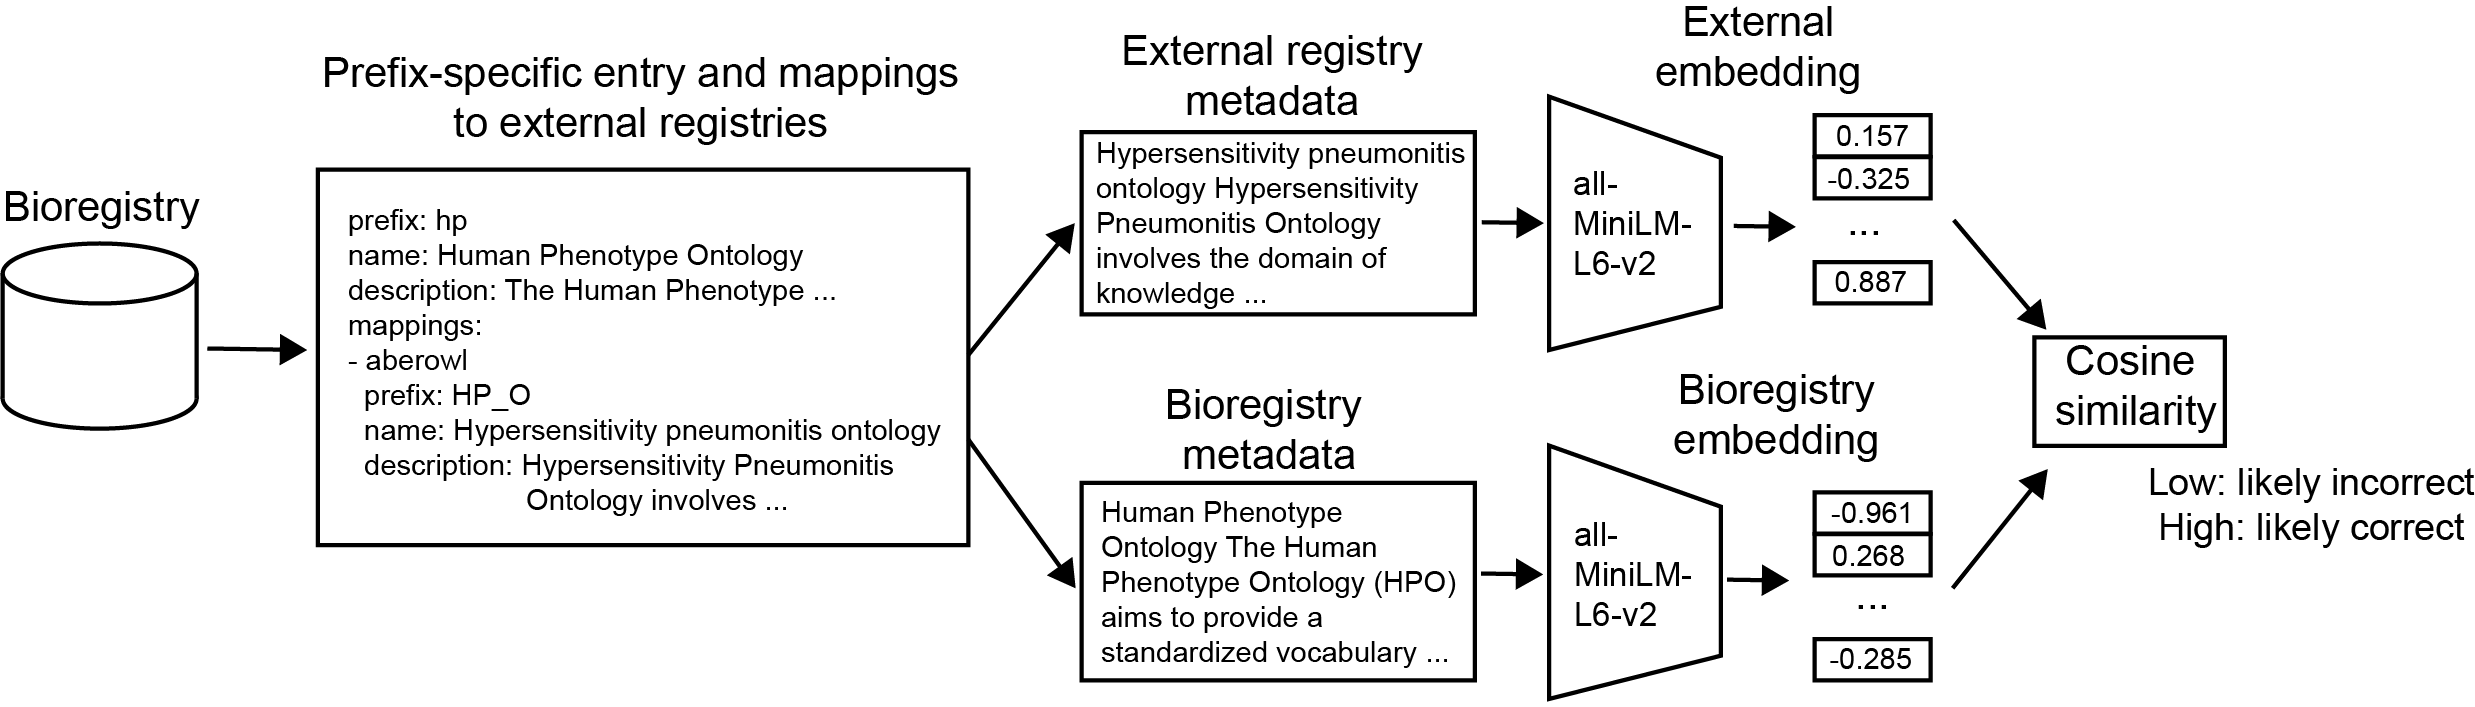 Bioregistry
Prefix-specific entry and mappings
to external registries
prefix: hp
name: Human Phenotype Ontology
description: The Human Phenotype ...
mappings:
- aberowl
prefix: HP_O
name: Hypersensitivity pneumonitis ontology
description: Hypersensitivity Pneumonitis
Ontology involves ...
External registry
metadata
Hypersensitivity pneumonitis
ontology Hypersensitivity
Pneumonitis Ontology
involves the domain of
knowledge ...
all-
MiniLM-
L6-v2
External
embedding
0.157
-0.325
...
0.887
Bioregistry
metadata
Human Phenotype
Ontology The Human
Phenotype Ontology (HPO)
aims to provide a
standardized vocabulary ...
all-
MiniLM-
L6-v2
Bioregistry
embedding
-0.961
0.268
...
-0.285
Cosine
similarity
Low: likely incorrect
High: likely correct